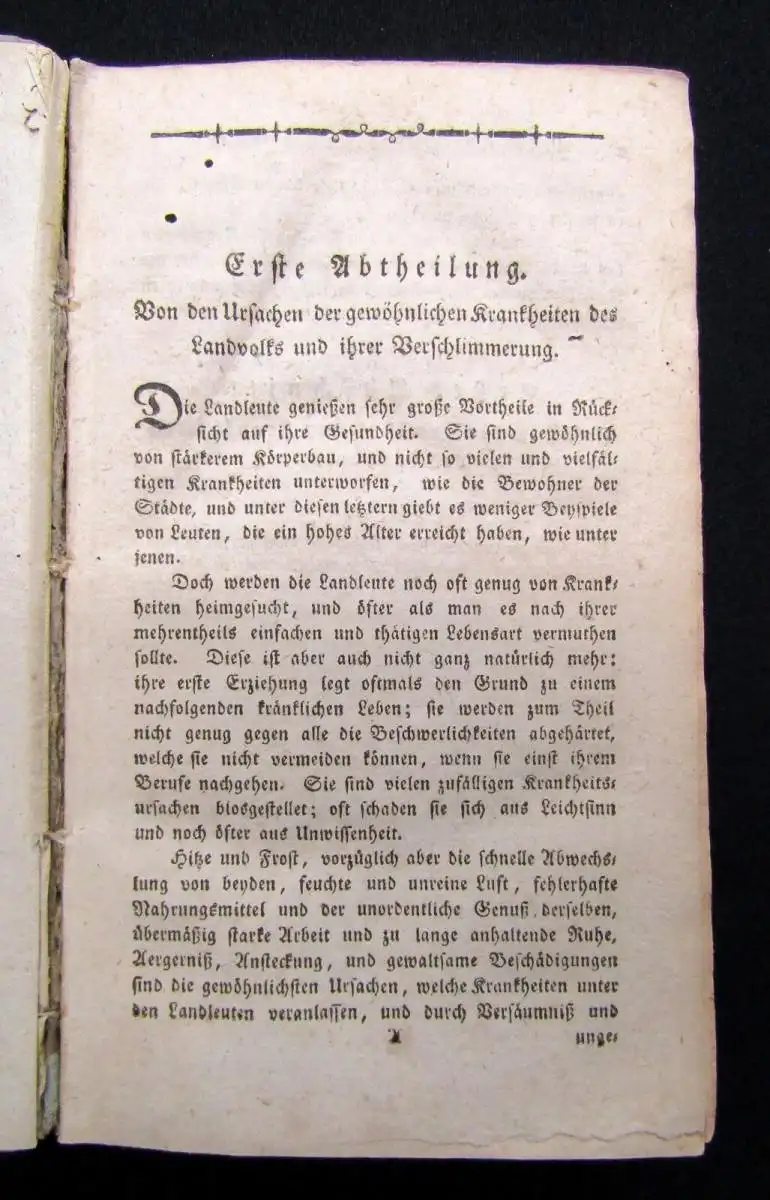 Erste Abtheilung.
Von den Ursachen der gewöhnlichen Krankheiten des
Landvolks und ihrer Verschlimmerung.
Die Landleute genießen sehr große Vortheile in Rück-
sicht auf ihre Gesundheit. Sie sind gewöhnlich
von stärkerem Körperbau, und nicht so vielen und vielfäl-
tigen Krankheiten unterworfen, wie die Bewohner der
Städte, und unter diesen letztern giebt es weniger Beyspiele
von Leuten, die ein hohes Alter erreicht haben, wie unter
jenen.
Doch werden die Landleute noch oft genug von Krank-
heiten heimgesucht, und öfter als man es nach ihrer
mehrentheils einfachen und thätigen Lebensart vermuthen
sollte. Diese ist aber auch nicht ganz natürlich mehr:
ihre erste Erziehung legt oftmals den Grund zu einem
nachfolgenden kränklichen Leben; sie werden zum Theil
nicht genug gegen alle die Beschwerlichkeiten abgehärtet,
welche sie nicht vermeiden können, wenn sie einst ihrem
Berufe nachgehen. Sie sind vielen zufälligen Krankheits-
ursachen blosgestellet; oft schaden sie sich aus Leichtsinn
und noch öfter aus Unwissenheit.
Hitze und Frost, vorzüglich aber die schnelle Abwechs-
lung von beyden, feuchte und unreine Luft, fehlerhafte
Nahrungsmittel und der unordentliche Genuß derselben,
übermäßig starke Arbeit und zu lange anhaltende Ruhe,
Aergerniß, Ansteckung, und gewaltsame Beschädigungen
sind die gewöhnlichsten Ursachen, welche Krankheiten unter
den Landleuten veranlassen, und durch Versäumniß und
A unge-